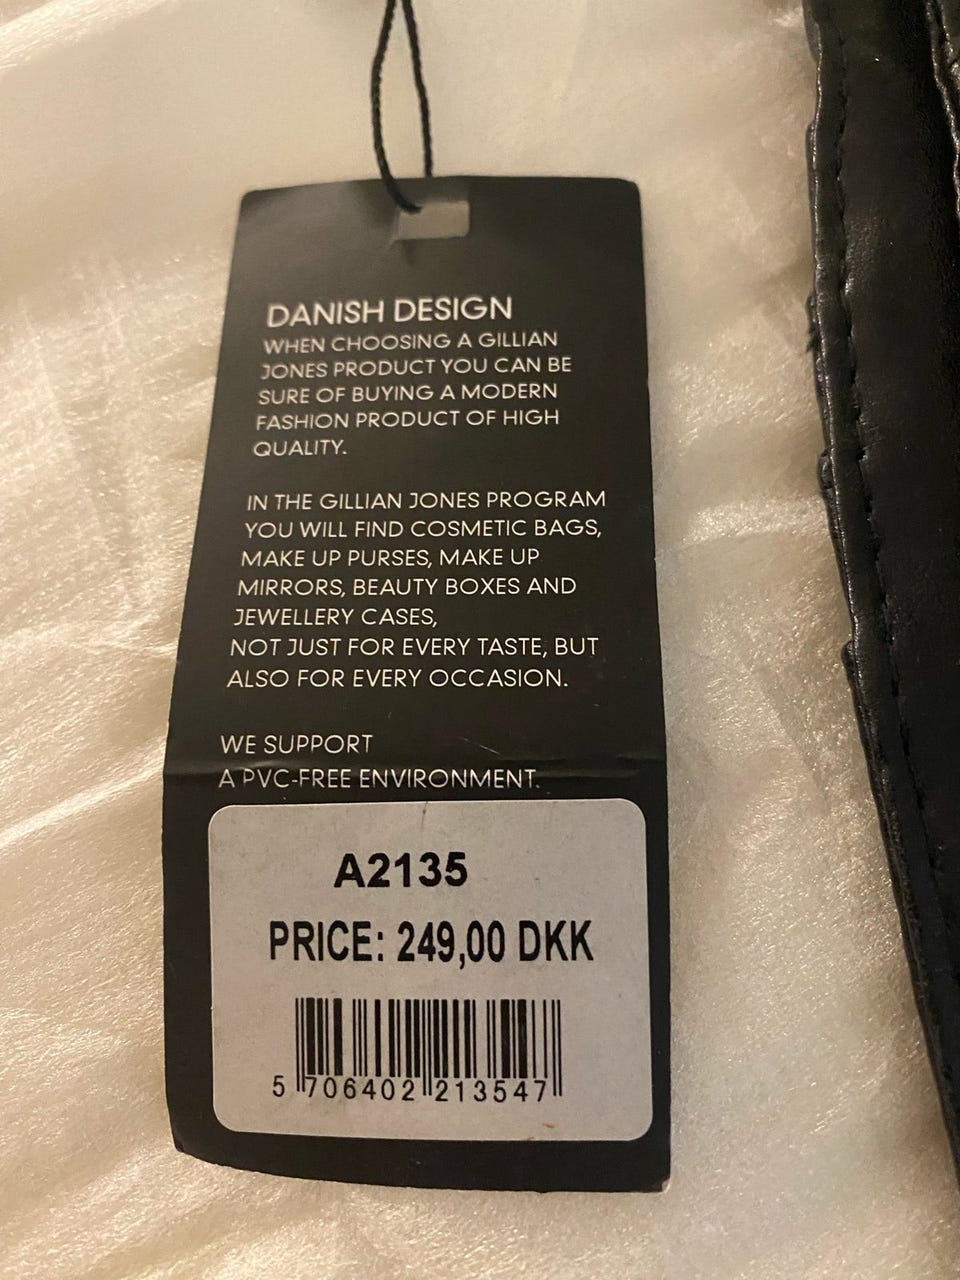 DANISH DESIGN
WHEN CHOOSING A GILLIAN
JONES PRODUCT YOU CAN BE
SURE OF BUYING A MODERN
FASHION PRODUCT OF HIGH
QUALITY.
IN THE GILLIAN JONES PROGRAM
YOU WILL FIND COSMETIC BAGS,
MAKE UP PURSES, MAKE UP
MIRRORS, BEAUTY BOXES AND
JEWELLERY CASES,
NOT JUST FOR EVERY TASTE, BUT
ALSO FOR EVERY OCCASION.
WE SUPPORT
A PVC-FREE ENVIRONMENT.
A2135
PRICE: 249,00 DKK
5 706402 213547